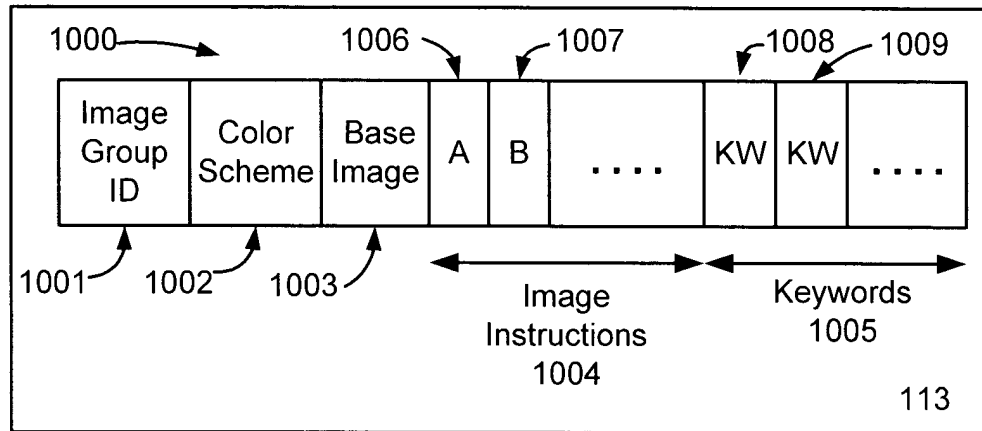 1000
1006
1007
1008
1009
Image
Group
ID
Color
Scheme
Base
Image
A
B
. . . .
KW
KW
. . . .
1001
1002
1003
Image
Instructions
1004
Keywords
1005
113